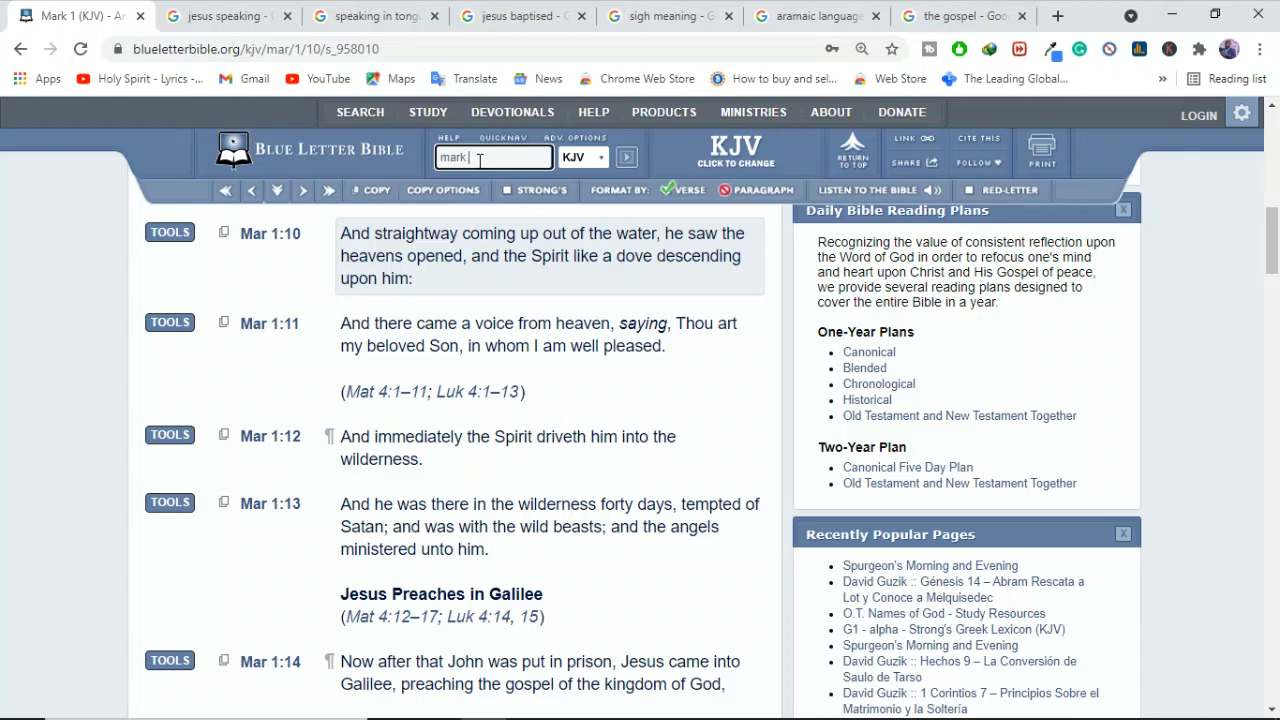 Mark 1 (KJV) - A
jesus speaking -
speaking in tong
jesus baptised -
sigh meaning -
aramaic language
the gospel - Goo
blueletterbible.org/kjv/mar/1/10/s_958010
Apps
Holy Spirit - Lyrics -...
Gmail
YouTube
Maps
Translate
News
Chrome Web Store
How to buy and sel...
Web Store
The Leading Global...
»
Reading list
SEARCH
STUDY
DEVOTIONALS
HELP
PRODUCTS
MINISTRIES
ABOUT
DONATE
LOGIN
BLUE LETTER BIBLE
HELP
QUICKNAV
ADV. OPTIONS
mark
KJV
KJV
CLICK TO CHANGE
RETURN
TO TOP
LINK
CITE THIS
SHARE
FOLLOW
PRINT
COPY
COPY OPTIONS
STRONG'S
FORMAT BY:
VERSE
PARAGRAPH
LISTEN TO THE BIBLE
RED-LETTER
TOOLS
Mar 1:10
And straightway coming up out of the water, he saw the
heavens opened, and the Spirit like a dove descending
upon him:
TOOLS
Mar 1:11
And there came a voice from heaven, saying, Thou art
my beloved Son, in whom I am well pleased.
(Mat 4:1–11; Luk 4:1–13)
TOOLS
Mar 1:12
¶ And immediately the Spirit driveth him into the
wilderness.
TOOLS
Mar 1:13
And he was there in the wilderness forty days, tempted of
Satan; and was with the wild beasts; and the angels
ministered unto him.
Jesus Preaches in Galilee
(Mat 4:12–17; Luk 4:14, 15)
TOOLS
Mar 1:14
¶ Now after that John was put in prison, Jesus came into
Galilee, preaching the gospel of the kingdom of God,
Daily Bible Reading Plans
X
Recognizing the value of consistent reflection upon
the Word of God in order to refocus one's mind
and heart upon Christ and His Gospel of peace,
we provide several reading plans designed to
cover the entire Bible in a year.
One-Year Plans
Canonical
Blended
Chronological
Historical
Old Testament and New Testament Together
Two-Year Plan
Canonical Five Day Plan
Old Testament and New Testament Together
Recently Popular Pages
X
Spurgeon's Morning and Evening
David Guzik :: Génesis 14 – Abram Rescata a
Lot y Conoce a Melquisedec
O.T. Names of God - Study Resources
G1 - alpha - Strong's Greek Lexicon (KJV)
Spurgeon's Morning and Evening
David Guzik :: Hechos 9 – La Conversión de
Saulo de Tarso
David Guzik :: 1 Corintios 7 – Principios Sobre el
Matrimonio y la Soltería